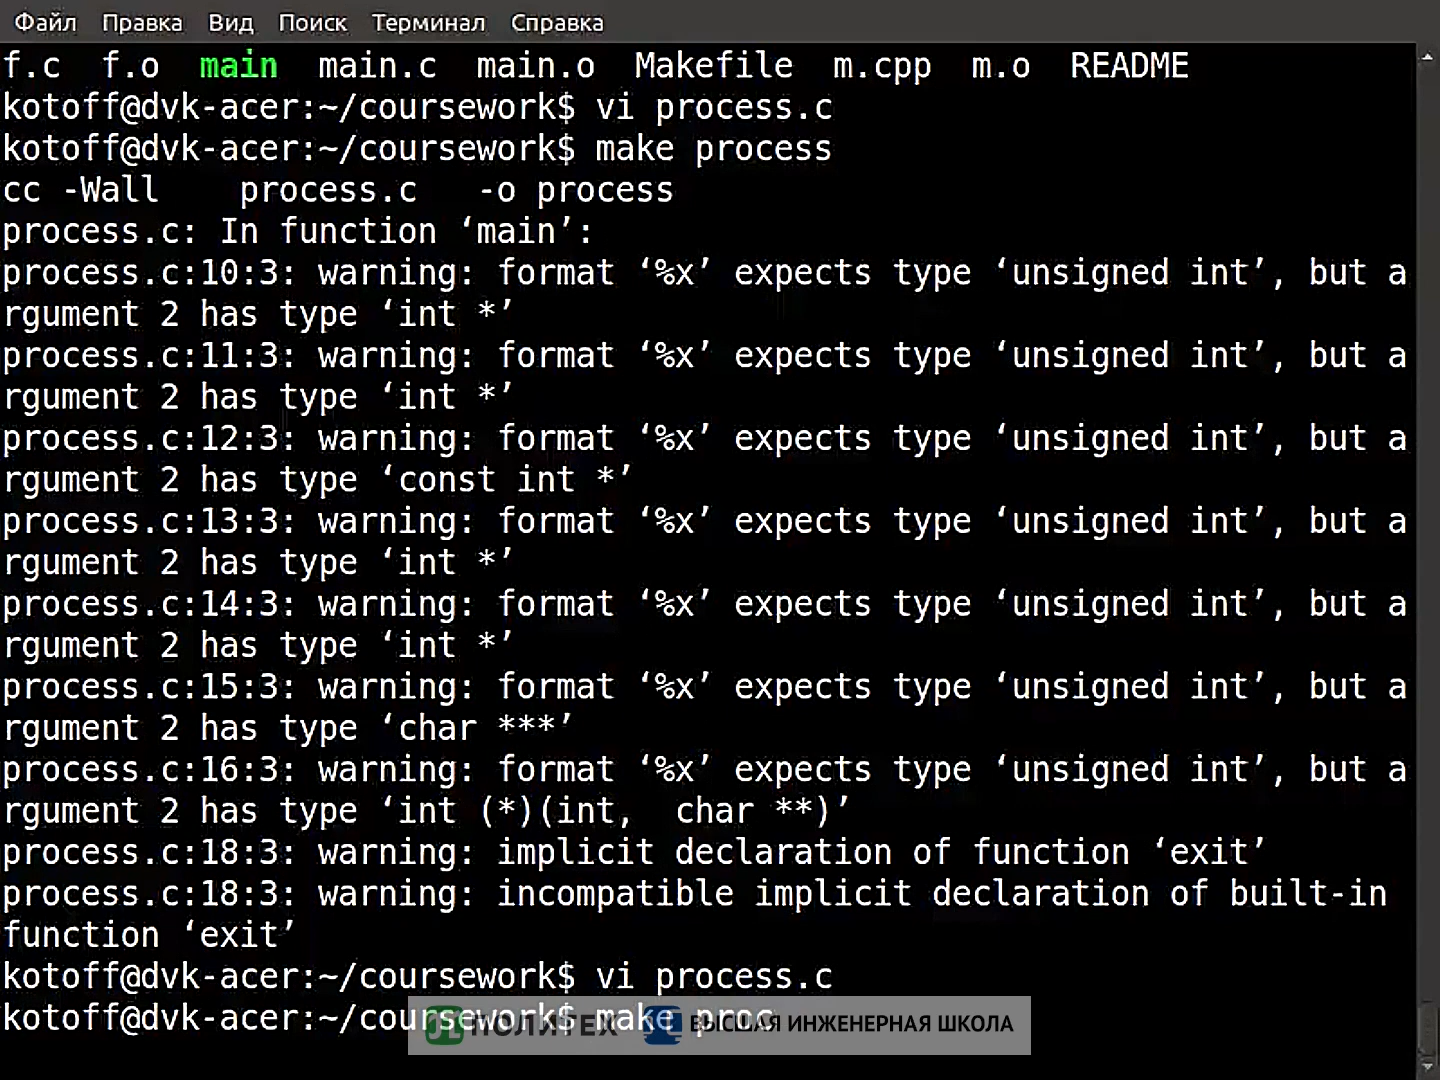 Файл Правка Вид Поиск Терминал Справка
f.c f.o main main.c main.o Makefile m.cpp m.o README
kotoff@dvk-acer:~/coursework$ vi process.c
kotoff@dvk-acer:~/coursework$ make process
cc -Wall    process.c   -o process
process.c: In function ‘main’:
process.c:10:3: warning: format ‘%x’ expects type ‘unsigned int’, but a
rgument 2 has type ‘int *’
process.c:11:3: warning: format ‘%x’ expects type ‘unsigned int’, but a
rgument 2 has type ‘int *’
process.c:12:3: warning: format ‘%x’ expects type ‘unsigned int’, but a
rgument 2 has type ‘const int *’
process.c:13:3: warning: format ‘%x’ expects type ‘unsigned int’, but a
rgument 2 has type ‘int *’
process.c:14:3: warning: format ‘%x’ expects type ‘unsigned int’, but a
rgument 2 has type ‘int *’
process.c:15:3: warning: format ‘%x’ expects type ‘unsigned int’, but a
rgument 2 has type ‘char ***’
process.c:16:3: warning: format ‘%x’ expects type ‘unsigned int’, but a
rgument 2 has type ‘int (*)(int,  char **)’
process.c:18:3: warning: implicit declaration of function ‘exit’
process.c:18:3: warning: incompatible implicit declaration of built-in
function ‘exit’
kotoff@dvk-acer:~/coursework$ vi process.c
kotoff@dvk-acer:~/coursework$ make proc
ПОЛИТЕХ ВЫСШАЯ ИНЖЕНЕРНАЯ ШКОЛА